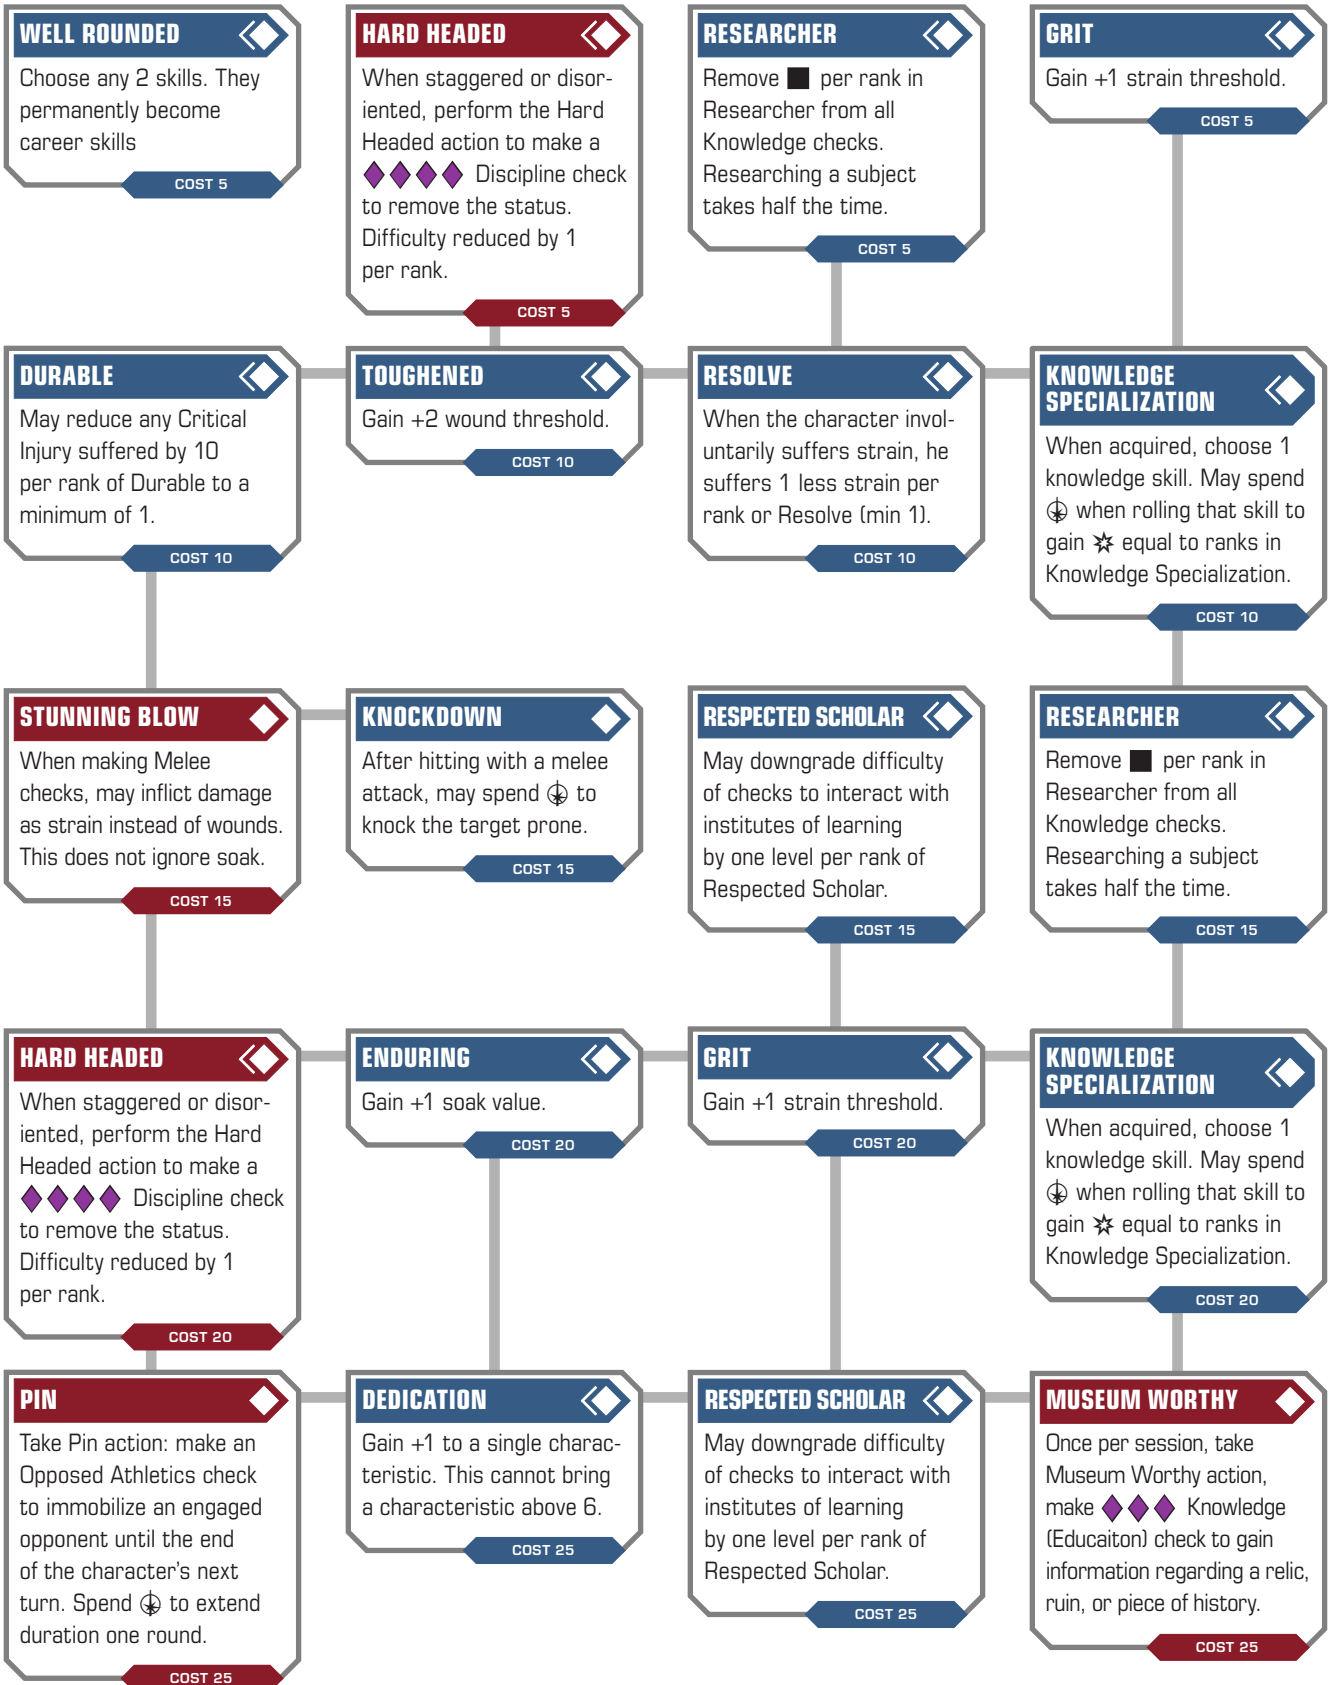 WELL ROUNDED
Choose any 2 skills. They
permanently become
career skills
COST 5
HARD HEADED
When staggered or disor-
iented, perform the Hard
Headed action to make a
Discipline check
to remove the status.
Difficulty reduced by 1
per rank.
COST 5
RESEARCHER
Remove per rank in
Researcher from all
Knowledge checks.
Researching a subject
takes half the time.
COST 5
GRIT
Gain +1 strain threshold.
COST 5
DURABLE
May reduce any Critical
Injury suffered by 10
per rank of Durable to a
minimum of 1.
COST 10
TOUGHENED
Gain +2 wound threshold.
COST 10
RESOLVE
When the character invol-
untarily suffers strain, he
suffers 1 less strain per
rank or Resolve (min 1).
COST 10
KNOWLEDGE
SPECIALIZATION
When acquired, choose 1
knowledge skill. May spend
when rolling that skill to
gain equal to ranks in
Knowledge Specialization.
COST 10
STUNNING BLOW
When making Melee
checks, may inflict damage
as strain instead of wounds.
This does not ignore soak.
COST 15
KNOCKDOWN
After hitting with a melee
attack, may spend to
knock the target prone.
COST 15
RESPECTED SCHOLAR
May downgrade difficulty
of checks to interact with
institutes of learning
by one level per rank of
Respected Scholar.
COST 15
RESEARCHER
Remove per rank in
Researcher from all
Knowledge checks.
Researching a subject
takes half the time.
COST 15
HARD HEADED
When staggered or disor-
iented, perform the Hard
Headed action to make a
Discipline check
to remove the status.
Difficulty reduced by 1
per rank.
COST 20
ENDURING
Gain +1 soak value.
COST 20
GRIT
Gain +1 strain threshold.
COST 20
KNOWLEDGE
SPECIALIZATION
When acquired, choose 1
knowledge skill. May spend
when rolling that skill to
gain equal to ranks in
Knowledge Specialization.
COST 20
PIN
Take Pin action: make an
Opposed Athletics check
to immobilize an engaged
opponent until the end
of the character's next
turn. Spend to extend
duration one round.
COST 25
DEDICATION
Gain +1 to a single charac-
teristic. This cannot bring
a characteristic above 6.
COST 25
RESPECTED SCHOLAR
May downgrade difficulty
of checks to interact with
institutes of learning
by one level per rank of
Respected Scholar.
COST 25
MUSEUM WORTHY
Once per session, take
Museum Worthy action,
make Knowledge
(Educaiton) check to gain
information regarding a relic,
ruin, or piece of history.
COST 25